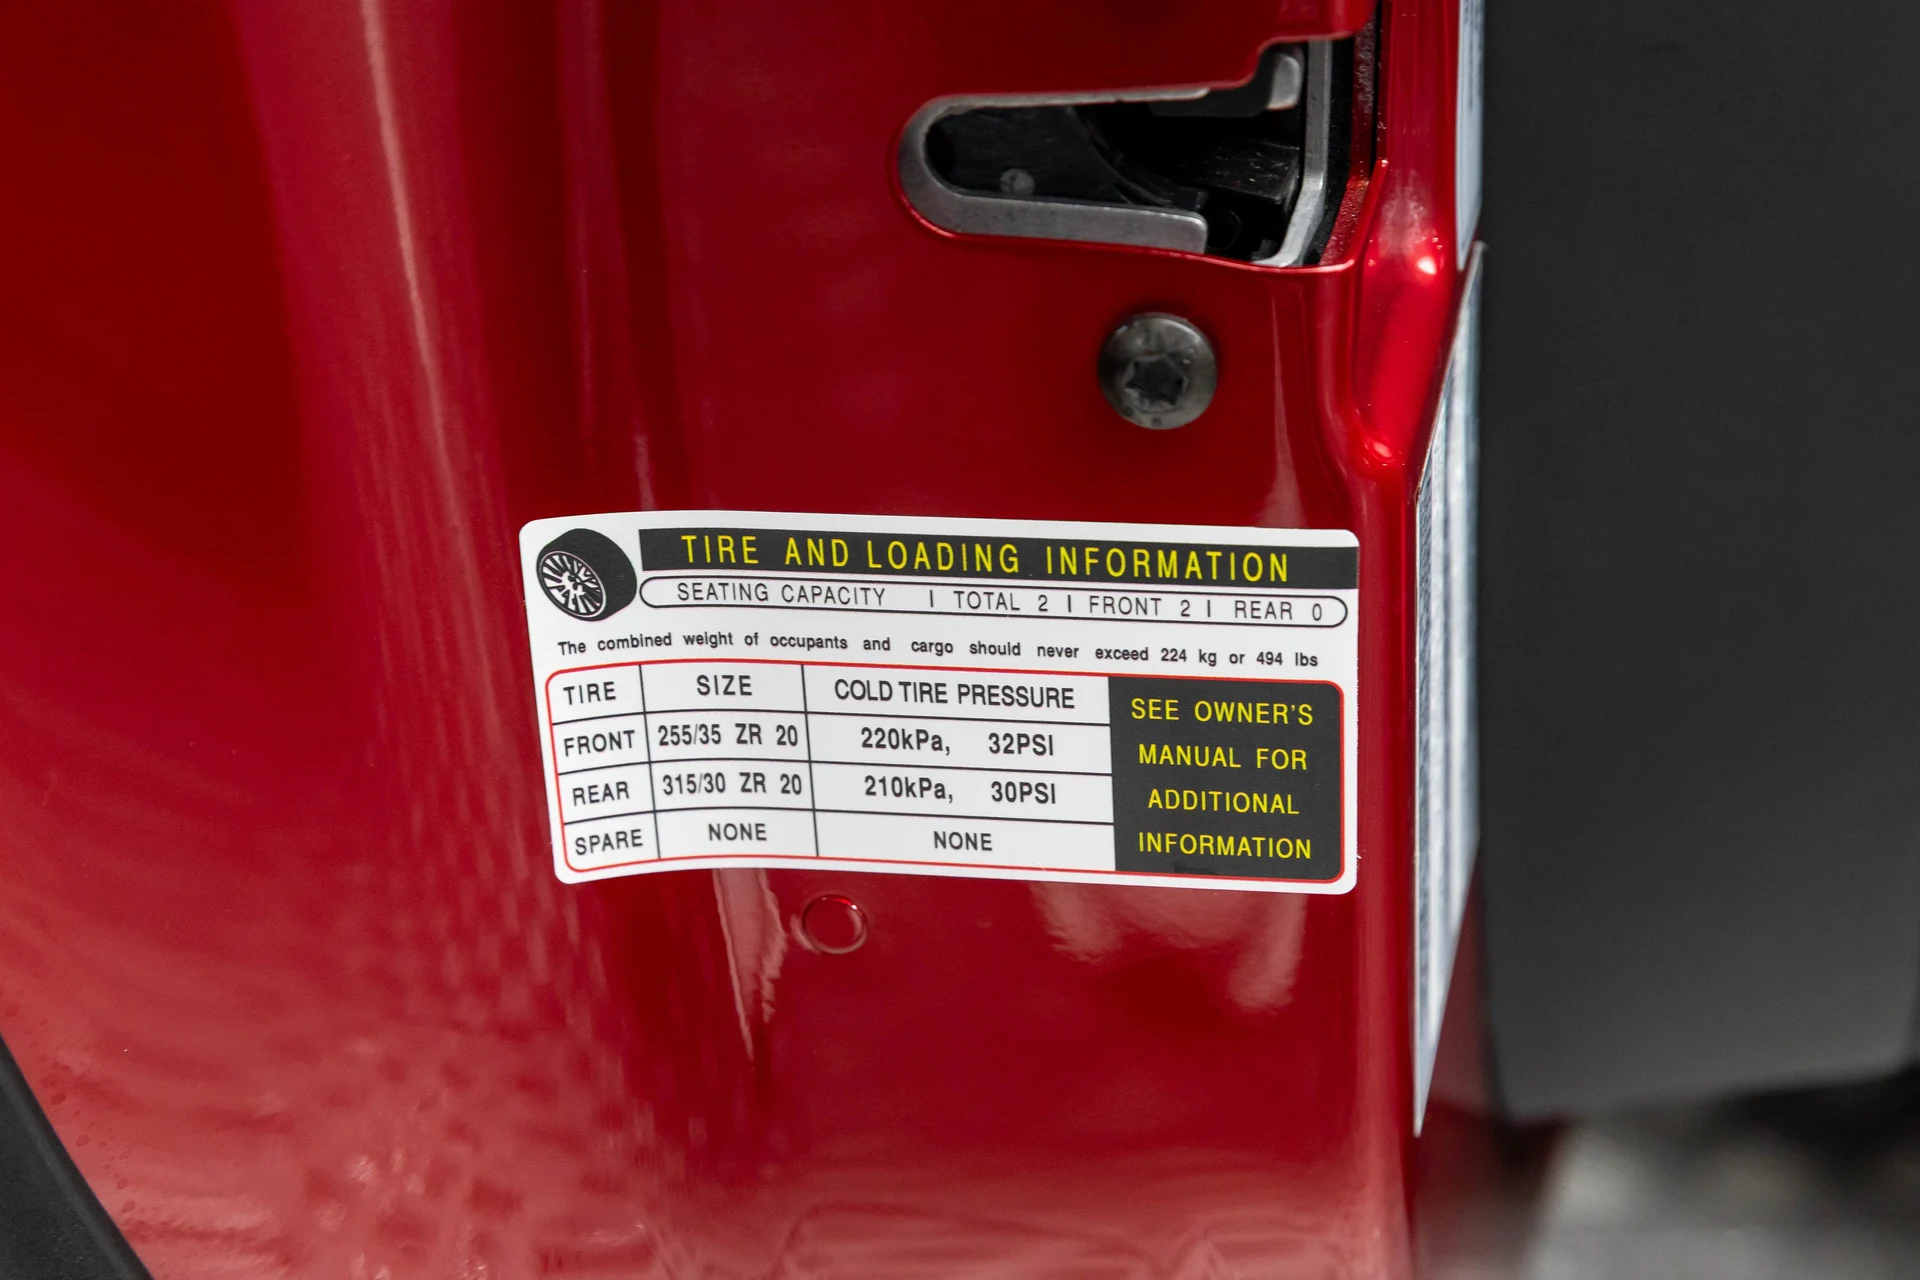 TIRE AND LOADING INFORMATION
SEATING CAPACITY | TOTAL 2 | FRONT 2 | REAR 0
The combined weight of occupants and cargo should never exceed 224 kg or 494 lbs
TIRE SIZE COLD TIRE PRESSURE
FRONT 255/35 ZR 20 220kPa, 32PSI
REAR 315/30 ZR 20 210kPa, 30PSI
SPARE NONE NONE
SEE OWNER'S
MANUAL FOR
ADDITIONAL
INFORMATION